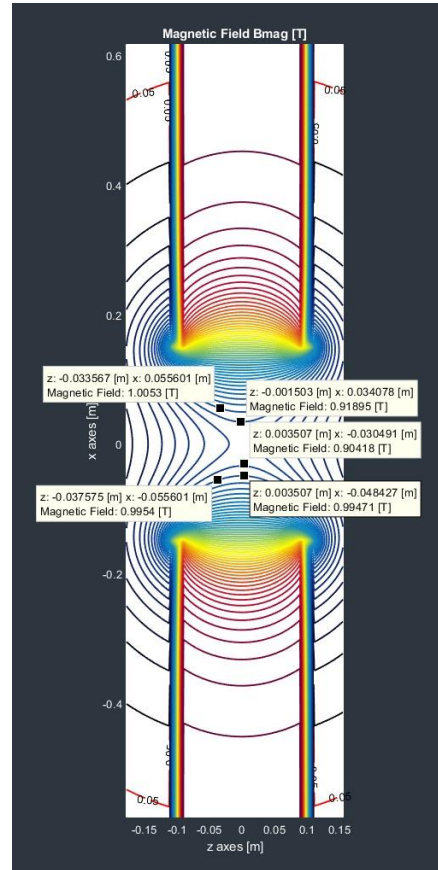 Magnetic Field Bmag [T]
0.6
0.05
0.05
0.4
0.2
z: -0.033567 [m] x: 0.055601 [m]
Magnetic Field: 1.0053 [T]
z: -0.001503 [m] x: 0.034078 [m]
Magnetic Field: 0.91895 [T]
x axes [m]
0
z: 0.003507 [m] x: -0.030491 [m]
Magnetic Field: 0.90418 [T]
z: -0.037575 [m] x: -0.055601 [m]
Magnetic Field: 0.9954 [T]
z: 0.003507 [m] x: -0.048427 [m]
Magnetic Field: 0.99471 [T]
-0.2
-0.4
0.05
0.05
-0.15 -0.1 -0.05 0 0.05 0.1 0.15
z axes [m]